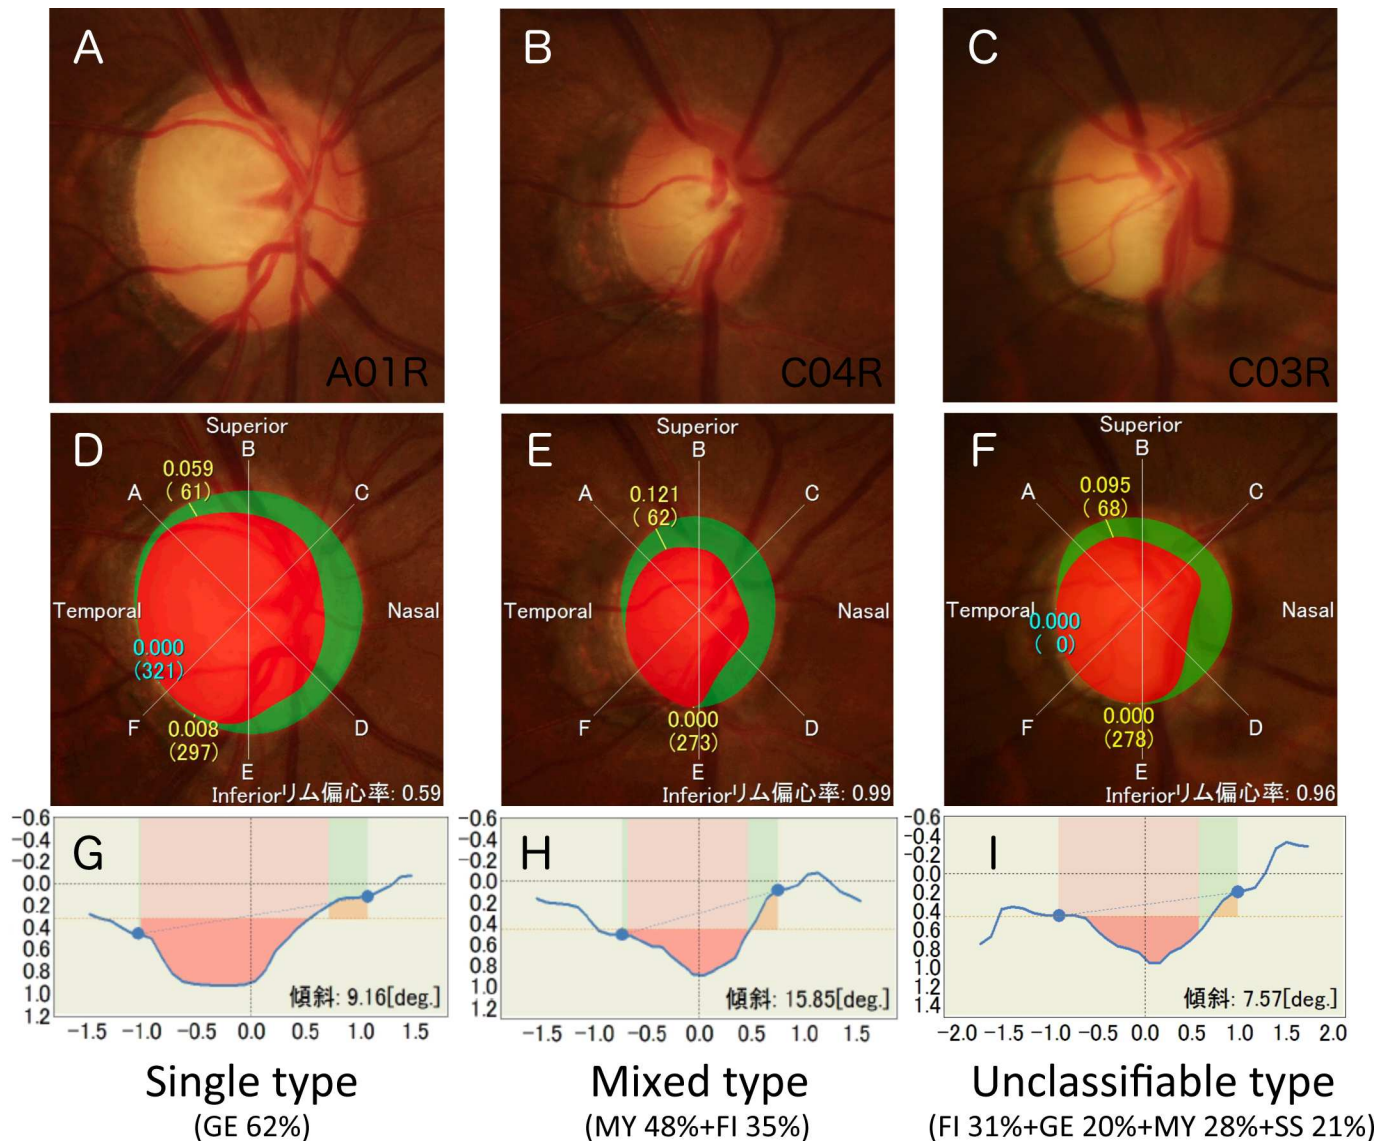 A
A01R
B
C04R
C
C03R
D
Superior
B
0.059
( 61)
A
C
Temporal
Nasal
0.000
(321)
F
0.008
(297)
D
E
Inferiorリム偏心率: 0.59
E
Superior
B
0.121
( 62)
A
C
Temporal
Nasal
F
0.000
(273)
D
E
Inferiorリム偏心率: 0.99
F
Superior
B
0.095
( 68)
A
C
Temporal
Nasal
0.000
( 0)
F
0.000
(278)
D
E
Inferiorリム偏心率: 0.96
G
-0.6
-0.4
-0.2
0.0
0.2
0.4
0.6
0.8
1.0
1.2
傾斜: 9.16[deg.]
-1.5 -1.0 -0.5 0.0 0.5 1.0 1.5
H
-0.6
-0.4
-0.2
0.0
0.2
0.4
0.6
0.8
1.0
1.2
傾斜: 15.85[deg.]
-1.5 -1.0 -0.5 0.0 0.5 1.0 1.5
I
-0.6
-0.4
-0.2
0.0
0.2
0.4
0.6
0.8
1.0
1.2
1.4
傾斜: 7.57[deg.]
-2.0 -1.5 -1.0 -0.5 0.0 0.5 1.0 1.5 2.0
Single type
(GE 62%)
Mixed type
(MY 48%+FI 35%)
Unclassifiable type
(FI 31%+GE 20%+MY 28%+SS 21%)